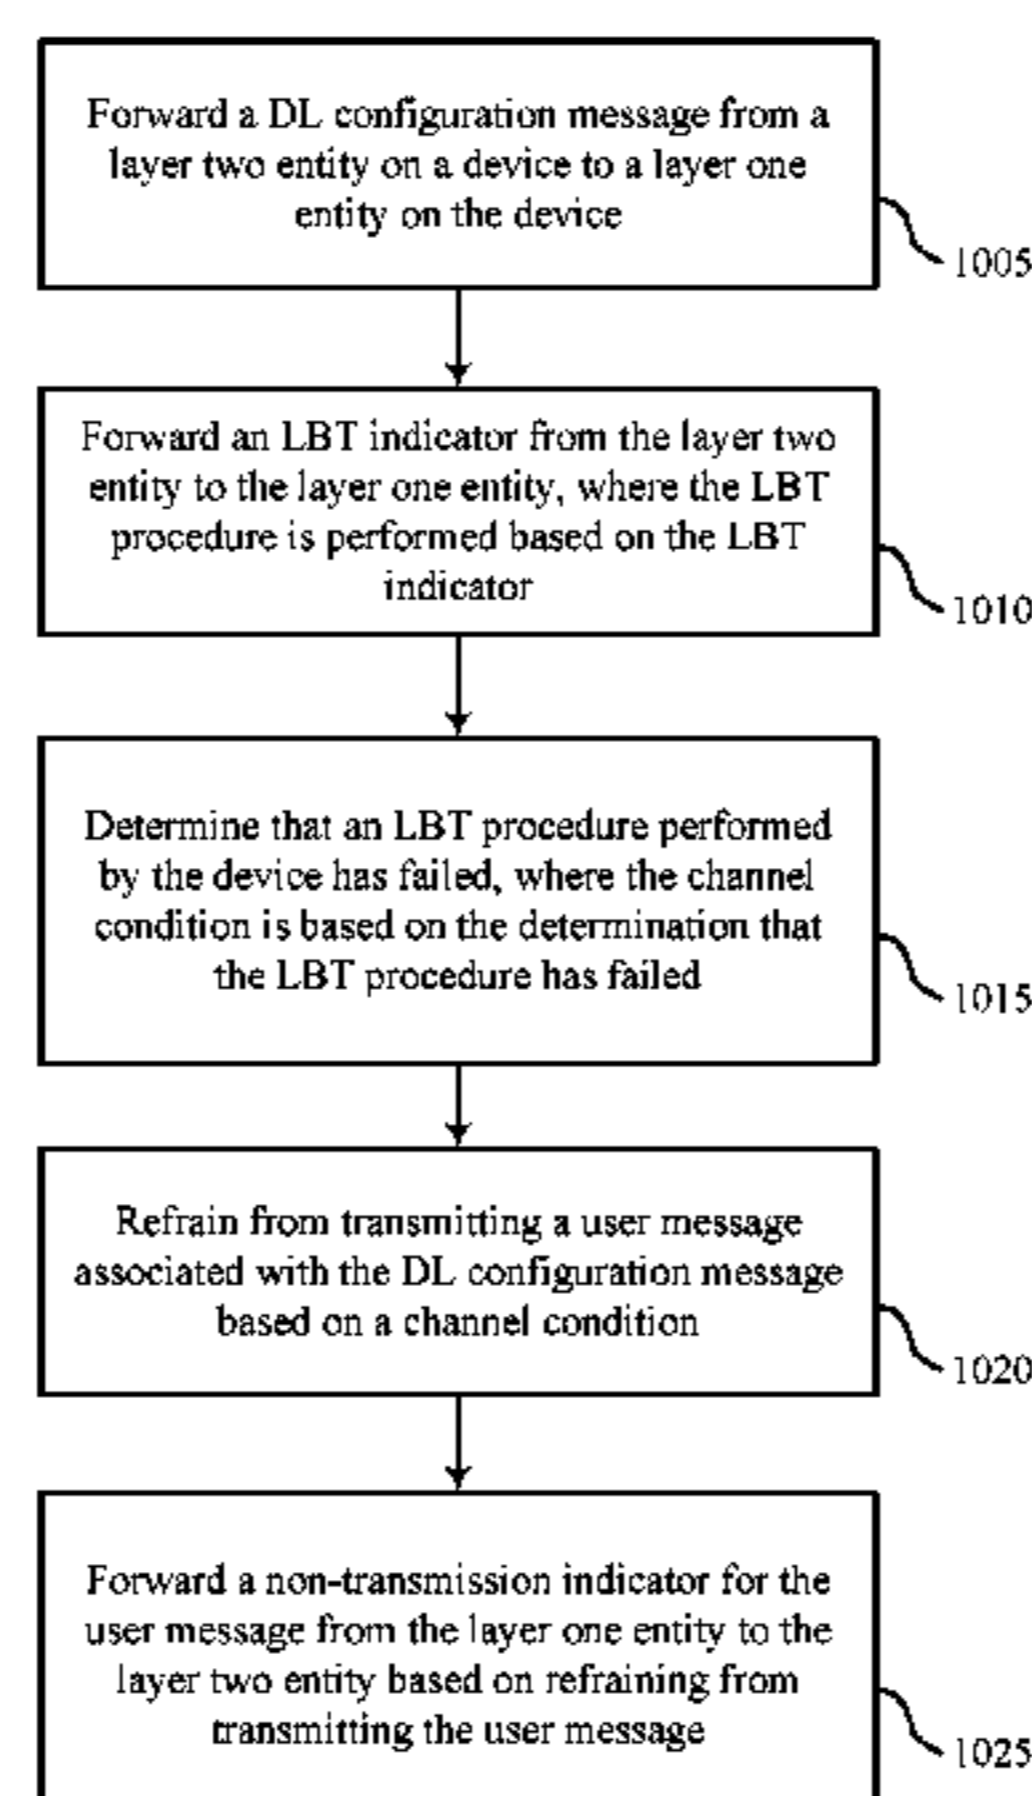 Forward a DL configuration message from a
layer two entity on a device to a layer one
entity on the device
1005
Forward an LBT indicator from the layer two
entity to the layer one entity, where the LBT
procedure is performed based on the LBT
indicator
1010
Determine that an LBT procedure performed
by the device has failed, where the channel
condition is based on the determination that
the LBT procedure has failed
1015
Refrain from transmitting a user message
associated with the DL configuration message
based on a channel condition
1020
Forward a non-transmission indicator for the
user message from the layer one entity to the
layer two entity based on refraining from
transmitting the user message
1025